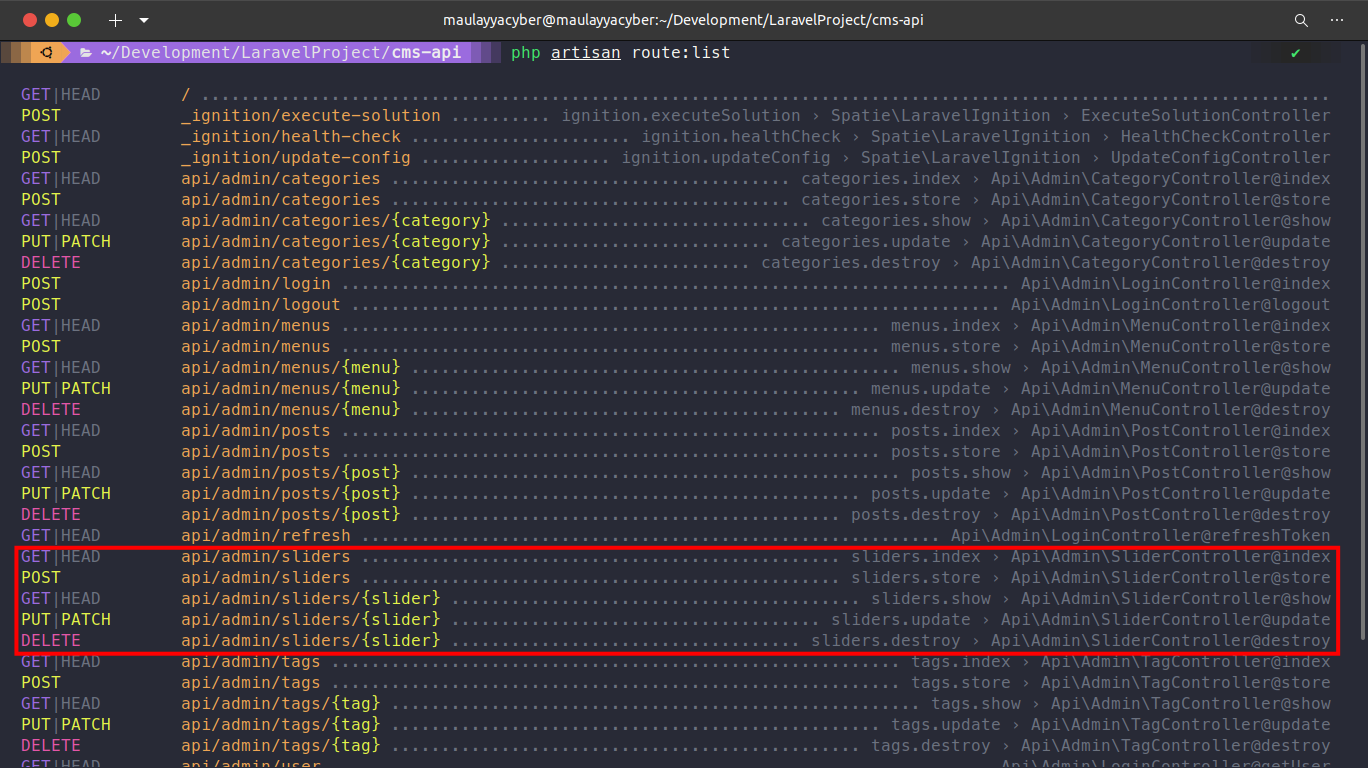 maulayyacyber@maulayyacyber:~/Development/LaravelProject/cms-api
~/Development/LaravelProject/cms-api php artisan route:list ✔
GET|HEAD / ................................................................................................................
POST _ignition/execute-solution .......... ignition.executeSolution › Spatie\LaravelIgnition › ExecuteSolutionController
GET|HEAD _ignition/health-check ...................... ignition.healthCheck › Spatie\LaravelIgnition › HealthCheckController
POST _ignition/update-config ................... ignition.updateConfig › Spatie\LaravelIgnition › UpdateConfigController
GET|HEAD api/admin/categories ........................................ categories.index › Api\Admin\CategoryController@index
POST api/admin/categories ........................................ categories.store › Api\Admin\CategoryController@store
GET|HEAD api/admin/categories/{category} ............................... categories.show › Api\Admin\CategoryController@show
PUT|PATCH api/admin/categories/{category} ........................... categories.update › Api\Admin\CategoryController@update
DELETE api/admin/categories/{category} ......................... categories.destroy › Api\Admin\CategoryController@destroy
POST api/admin/login ................................................................... Api\Admin\LoginController@index
POST api/admin/logout ................................................................. Api\Admin\LoginController@logout
GET|HEAD api/admin/menus ...................................................... menus.index › Api\Admin\MenuController@index
POST api/admin/menus ...................................................... menus.store › Api\Admin\MenuController@store
GET|HEAD api/admin/menus/{menu} ................................................. menus.show › Api\Admin\MenuController@show
PUT|PATCH api/admin/menus/{menu} ............................................. menus.update › Api\Admin\MenuController@update
DELETE api/admin/menus/{menu} ........................................... menus.destroy › Api\Admin\MenuController@destroy
GET|HEAD api/admin/posts ...................................................... posts.index › Api\Admin\PostController@index
POST api/admin/posts ...................................................... posts.store › Api\Admin\PostController@store
GET|HEAD api/admin/posts/{post} ................................................. posts.show › Api\Admin\PostController@show
PUT|PATCH api/admin/posts/{post} ............................................. posts.update › Api\Admin\PostController@update
DELETE api/admin/posts/{post} ........................................... posts.destroy › Api\Admin\PostController@destroy
GET|HEAD api/admin/refresh .......................................................... Api\Admin\LoginController@refreshToken
GET|HEAD api/admin/sliders ................................................ sliders.index › Api\Admin\SliderController@index
POST api/admin/sliders ................................................ sliders.store › Api\Admin\SliderController@store
GET|HEAD api/admin/sliders/{slider} ......................................... sliders.show › Api\Admin\SliderController@show
PUT|PATCH api/admin/sliders/{slider} ..................................... sliders.update › Api\Admin\SliderController@update
DELETE api/admin/sliders/{slider} ................................... sliders.destroy › Api\Admin\SliderController@destroy
GET|HEAD api/admin/tags ......................................................... tags.index › Api\Admin\TagController@index
POST api/admin/tags ......................................................... tags.store › Api\Admin\TagController@store
GET|HEAD api/admin/tags/{tag} ..................................................... tags.show › Api\Admin\TagController@show
PUT|PATCH api/admin/tags/{tag} ................................................. tags.update › Api\Admin\TagController@update
DELETE api/admin/tags/{tag} ............................................... tags.destroy › Api\Admin\TagController@destroy
GET|HEAD api/admin/user Api\Admin\LoginController@getUser